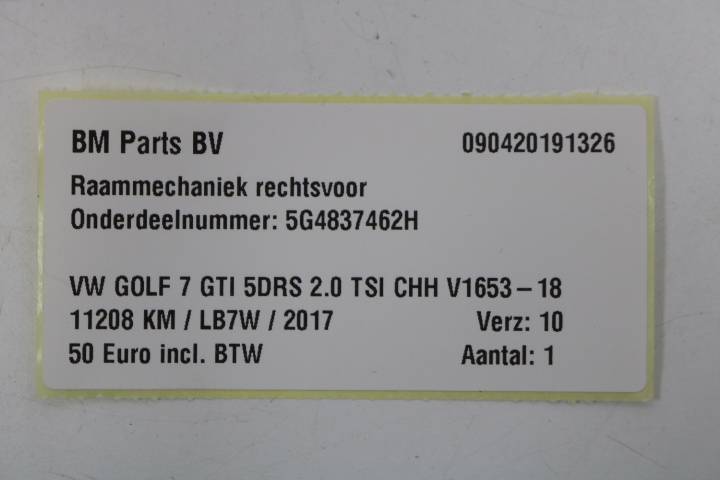 BM Parts BV 090420191326
Raammechaniek rechtsvoor
Onderdeelnummer: 5G4837462H
VW GOLF 7 GTI 5DRS 2.0 TSI CHH V1653 – 18
11208 KM / LB7W / 2017 Verz: 10
50 Euro incl. BTW Aantal: 1